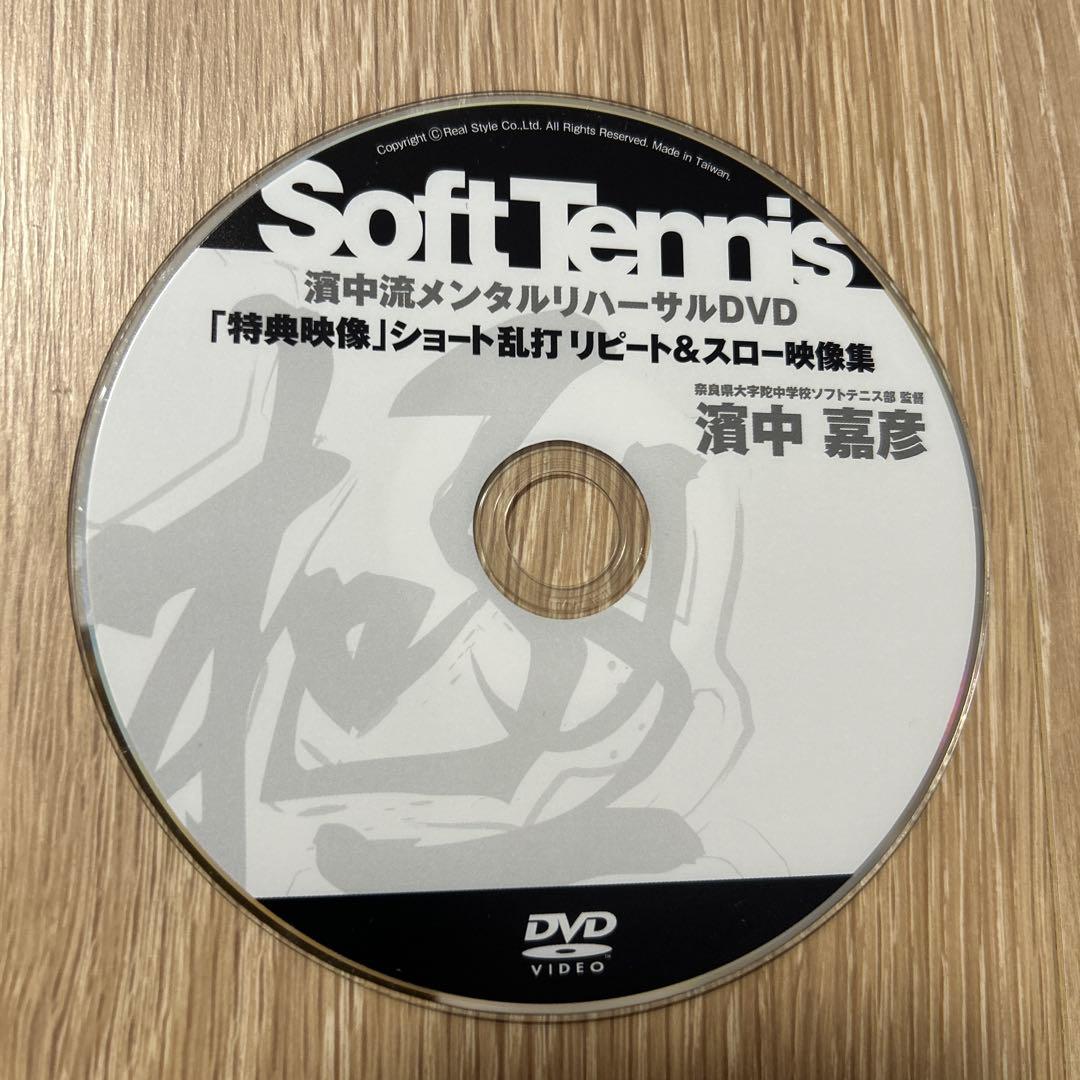 Copyright ⓒReal Style Co.,Ltd. All Rights Reserved. Made in Taiwan.
Soft Tennis
濱中流メンタルリハーサルDVD
「特典映像」ショート乱打 リピート&スロー映像集
奈良県大宇陀中学校ソフトテニス部 監督
濱中 嘉彦
極
DVD
VIDEO